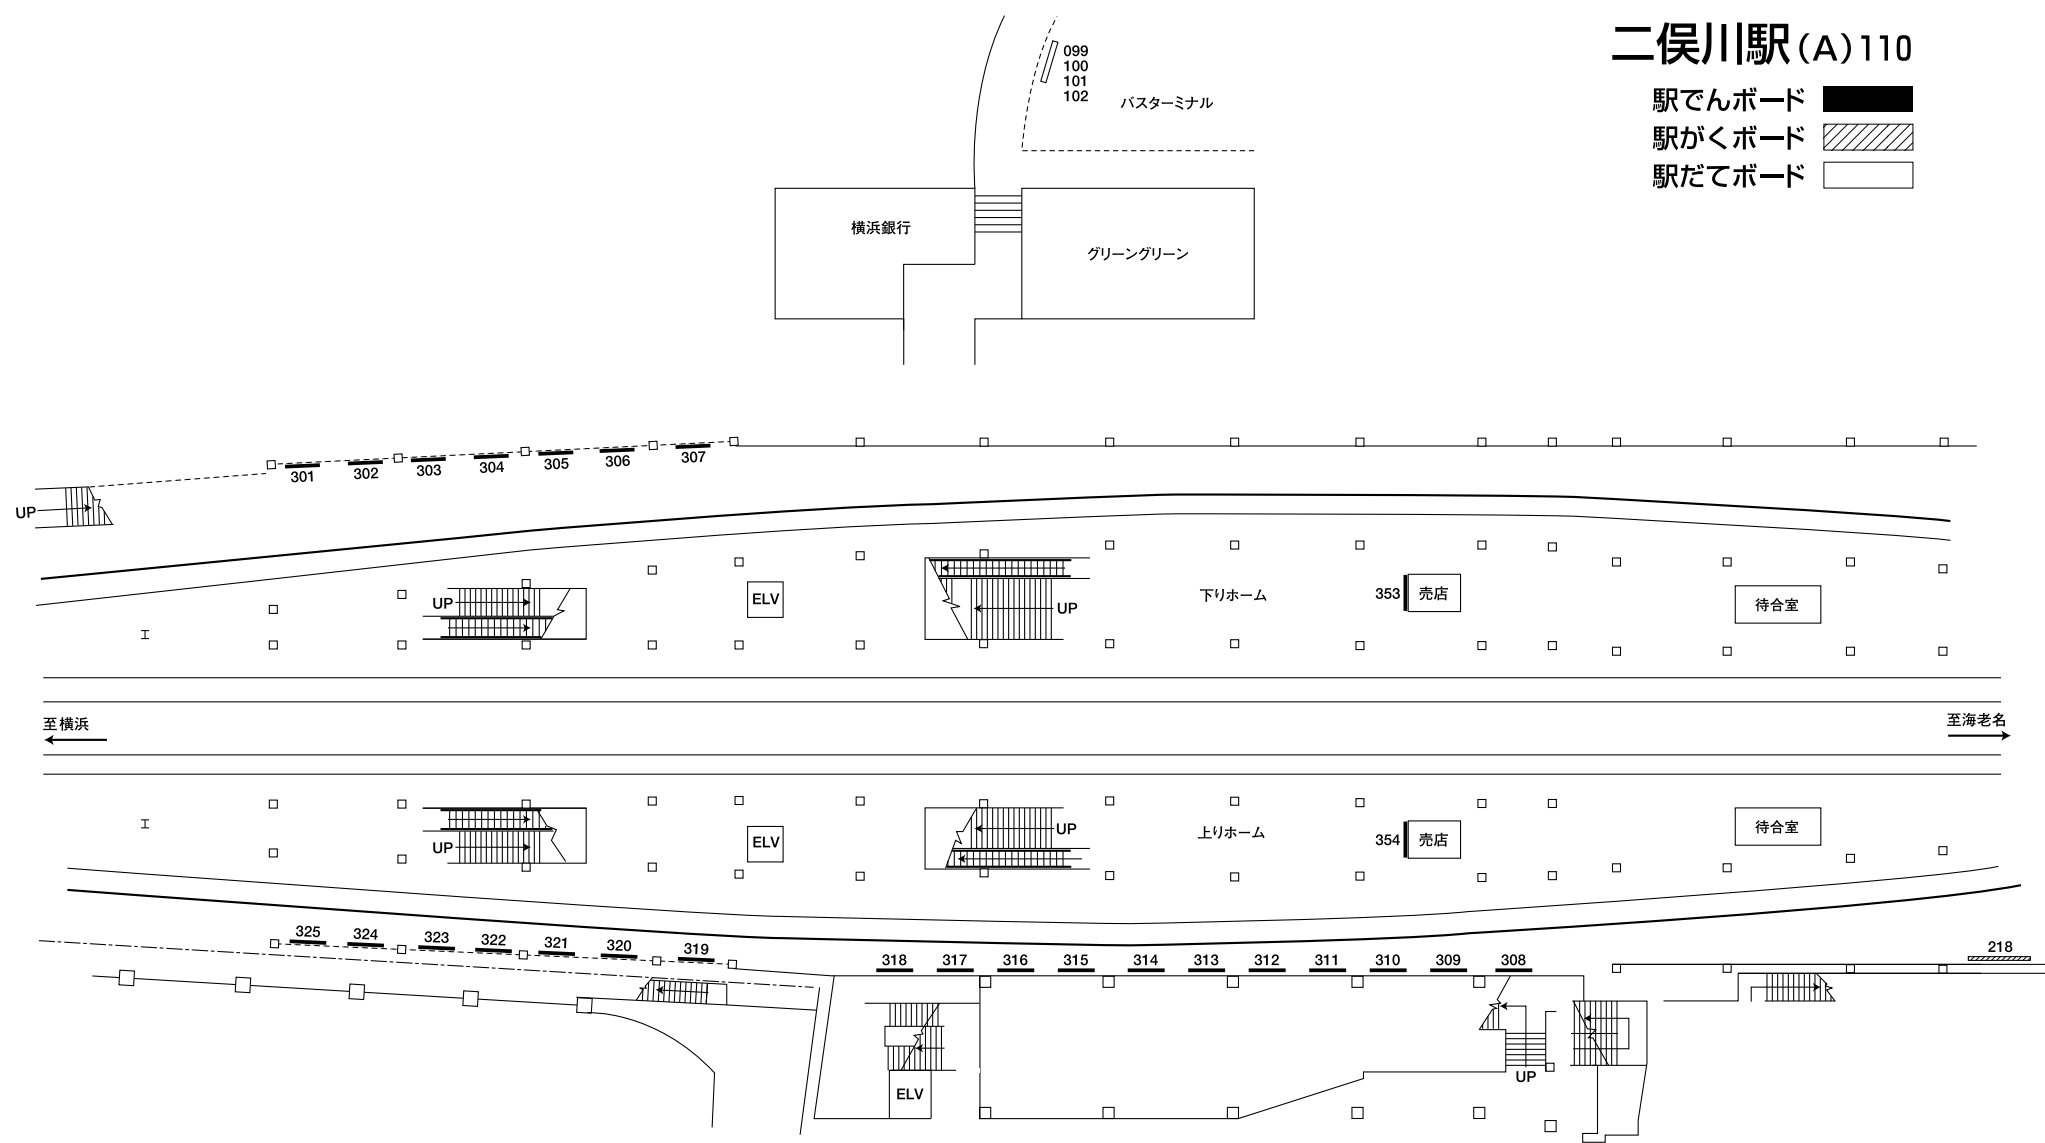 二俣川駅(A)110
駅でんボード
駅がくボード
駅だてボード
099
100
101
102
バスターミナル
横浜銀行
グリーングリーン
301
302
303
304
305
306
307
UP
UP
ELV
UP
下りホーム
353
売店
待合室
至横浜
至海老名
UP
ELV
UP
上りホーム
354
売店
待合室
325
324
323
322
321
320
319
318
317
316
315
314
313
312
311
310
309
308
218
ELV
UP